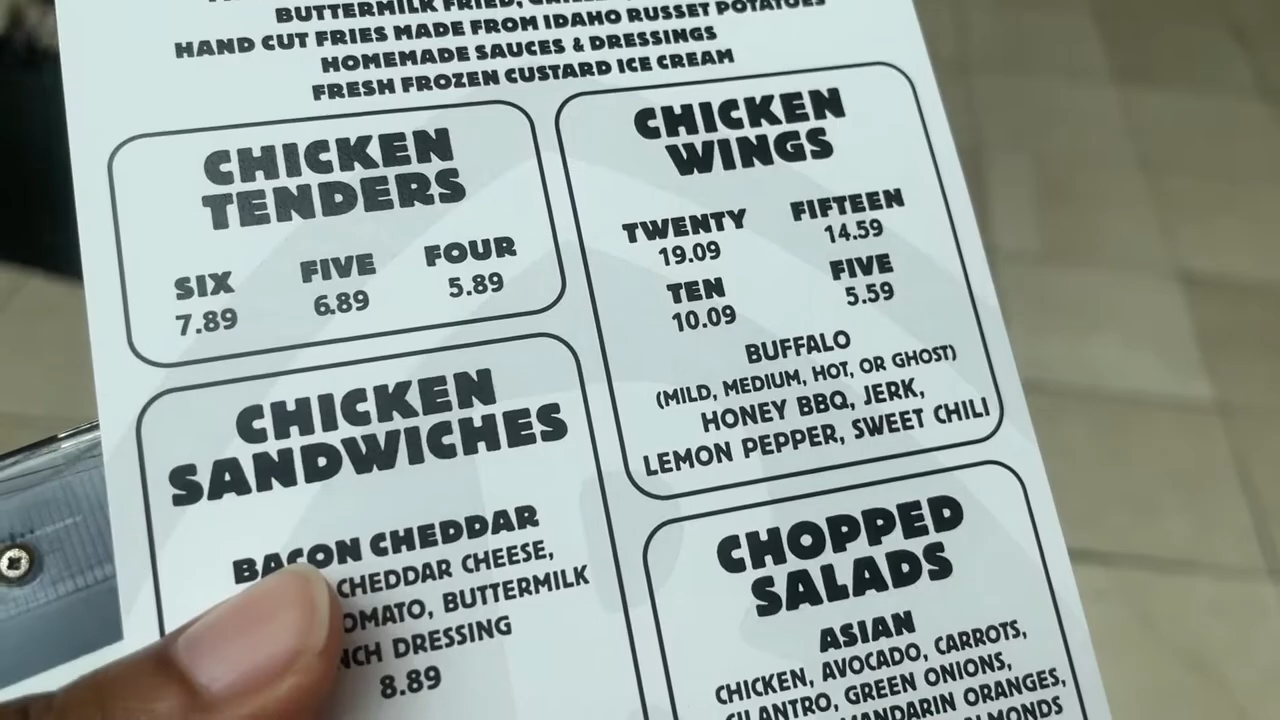 BUTTERMILK FRIED,
HAND CUT FRIES MADE FROM IDAHO RUSSET POTATOES
HOMEMADE SAUCES & DRESSINGS
FRESH FROZEN CUSTARD ICE CREAM
CHICKEN
TENDERS
SIX FIVE FOUR
7.89 6.89 5.89
CHICKEN
WINGS
TWENTY FIFTEEN
19.09 14.59
TEN FIVE
10.09 5.59
BUFFALO
(MILD, MEDIUM, HOT, OR GHOST)
HONEY BBQ, JERK,
LEMON PEPPER, SWEET CHILI
CHICKEN
SANDWICHES
BACON CHEDDAR
CHEDDAR CHEESE,
BUTTERMILK
DRESSING
8.89
CHOPPED
SALADS
ASIAN
CHICKEN, AVOCADO, CARROTS,
CILANTRO, GREEN ONIONS,
MANDARIN ORANGES,
ALMONDS